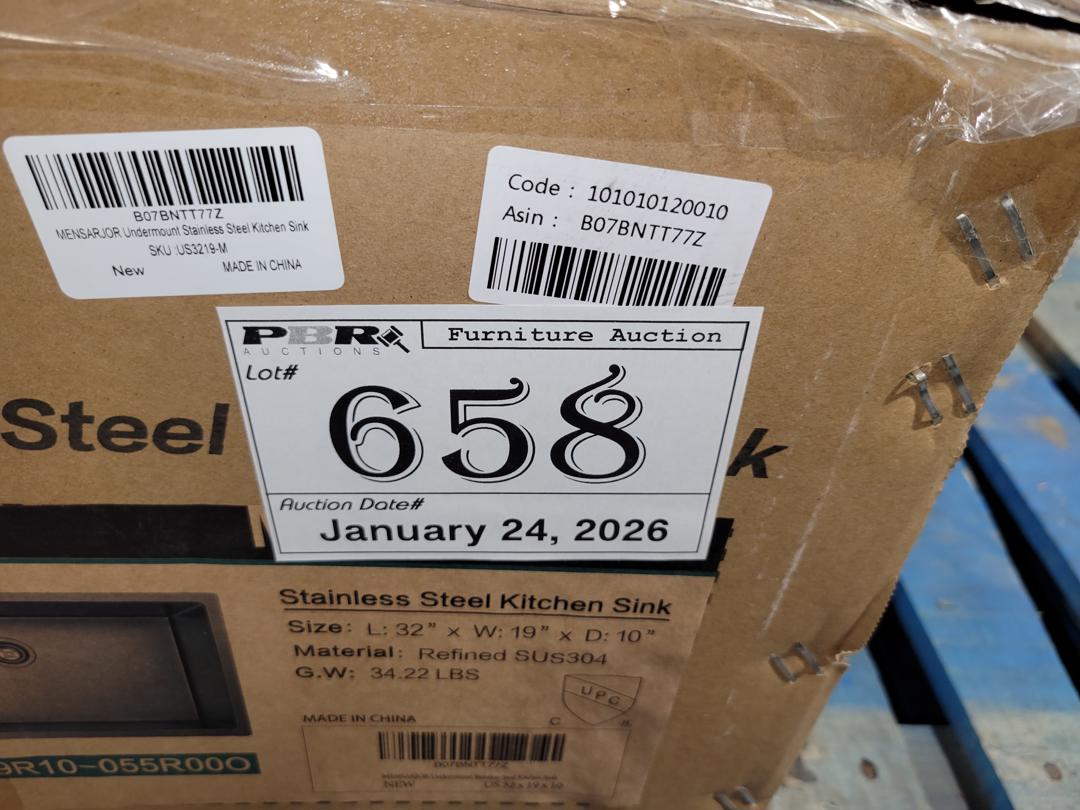 B07BNTT77Z
MENSARJOR Undermount Stainless Steel Kitchen Sink
SKU :US3219-M
New MADE IN CHINA
Code : 101010120010
Asin : B07BNTT77Z
PBR
AUCTIONS
Furniture Auction
Lot#
658
Steel
k
Auction Date#
January 24, 2026
Stainless Steel Kitchen Sink
Size: L: 32" x W: 19" x D: 10"
Material: Refined SUS304
G.W: 34.22 LBS
UPC
C
MADE IN CHINA
9R10-055R00O
B07BNTT77Z
NEW